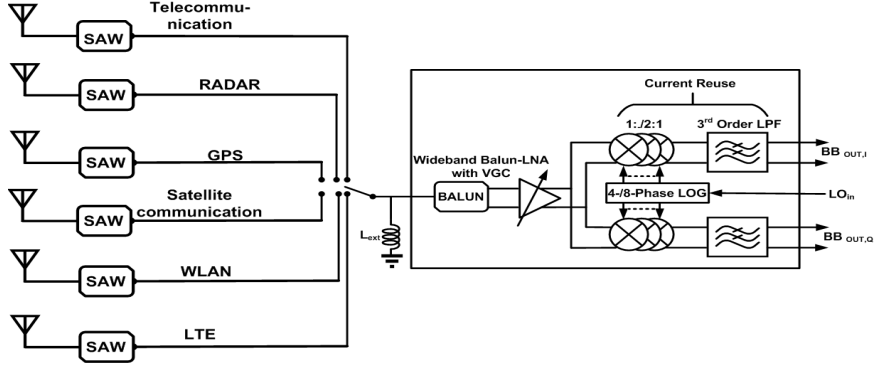 Telecommu-
nication
SAW
RADAR
SAW
GPS
SAW
Satellite
communication
SAW
WLAN
SAW
LTE
SAW
L ext
Wideband Balun-LNA
with VGC
BALUN
Current Reuse
1:./2:1
3rd Order LPF
4-/8-Phase LOG
BB OUT,I
LOin
BB OUT,Q